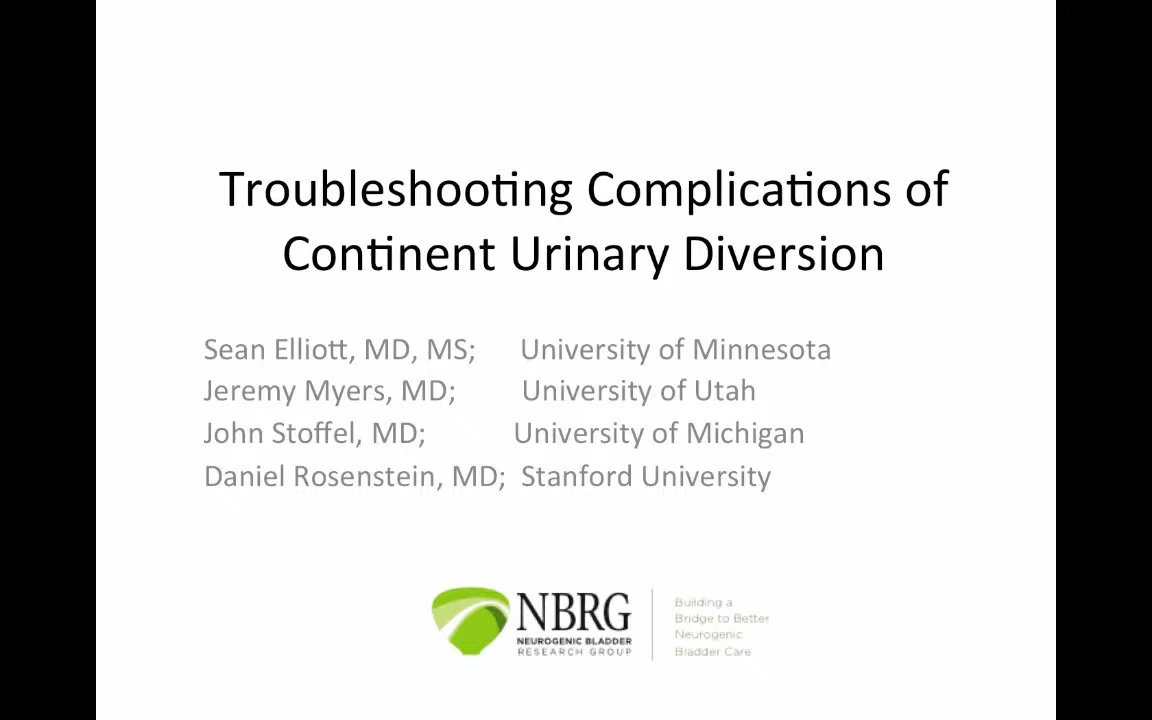 Troubleshooting Complications of
Continent Urinary Diversion
Sean Elliott, MD, MS; University of Minnesota
Jeremy Myers, MD; University of Utah
John Stoffel, MD; University of Michigan
Daniel Rosenstein, MD; Stanford University
NBRG
NEUROGENIC BLADDER
RESEARCH GROUP
Building a
Bridge to Better
Neurogenic
Bladder Care